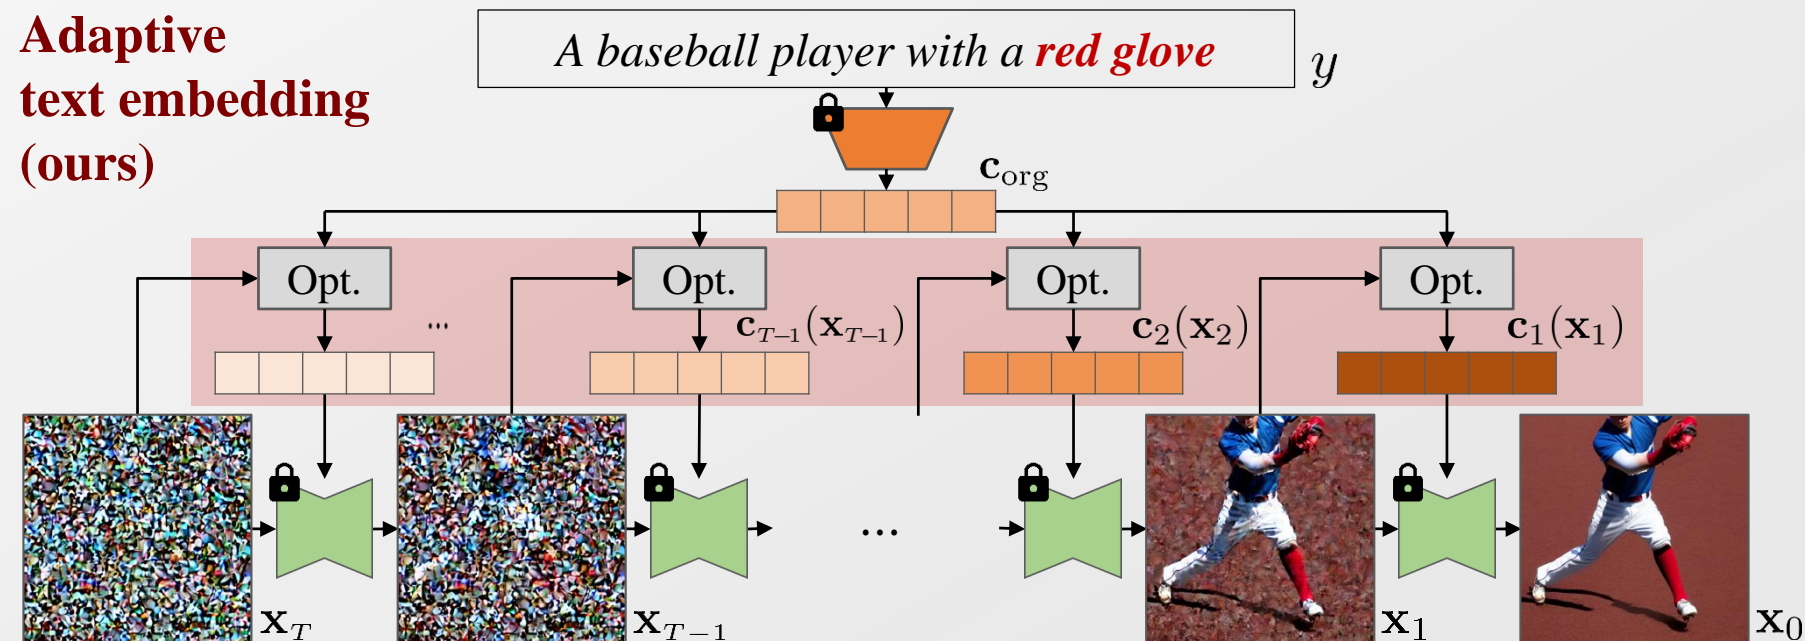 Adaptive
text embedding
(ours)
A baseball player with a red glove
y
c_org
Opt. Opt. Opt. Opt.
... c_{T-1}(x_{T-1}) c_2(x_2) c_1(x_1)
...
x_T x_{T-1} x_1 x_0